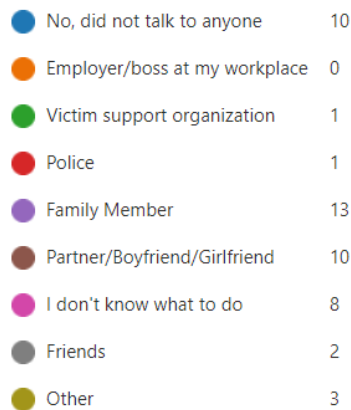 No, did not talk to anyone 10
Employer/boss at my workplace 0
Victim support organization 1
Police 1
Family Member 13
Partner/Boyfriend/Girlfriend 10
I don't know what to do 8
Friends 2
Other 3